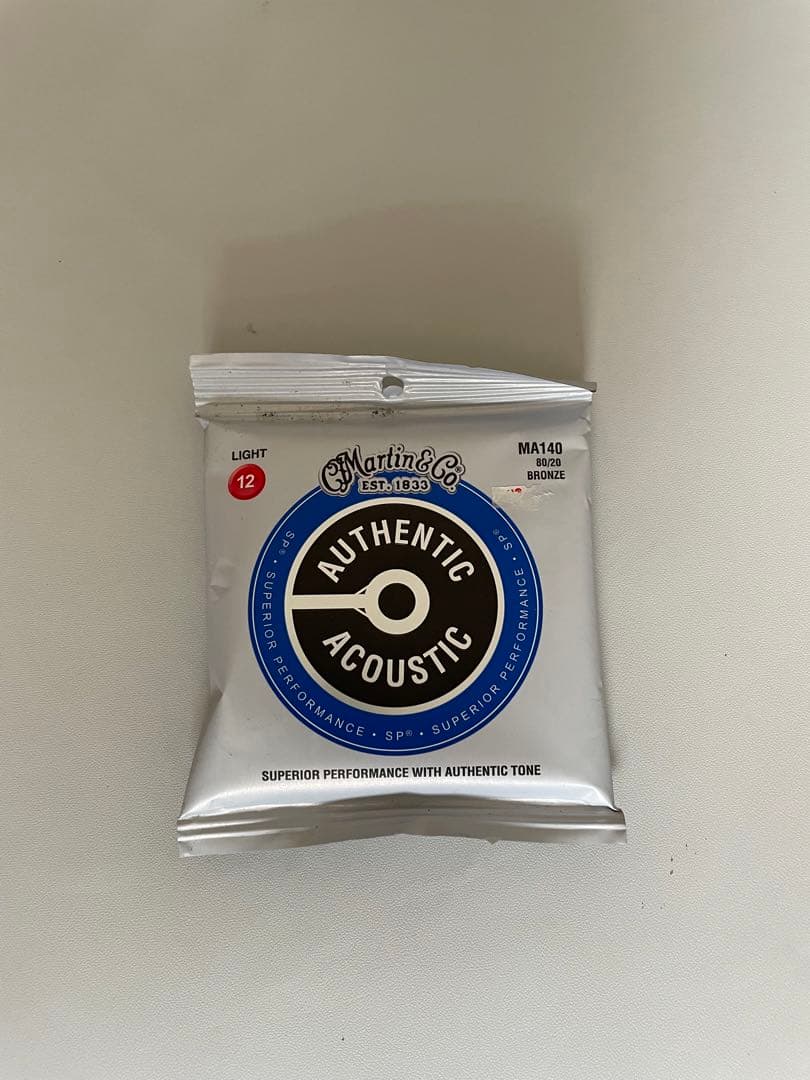 LIGHT
12
C.F. Martin & Co.®
EST. 1833
MA140
80/20
BRONZE
AUTHENTIC
ACOUSTIC
SP® • SUPERIOR PERFORMANCE • SP® • SUPERIOR PERFORMANCE • SP®
SUPERIOR PERFORMANCE WITH AUTHENTIC TONE